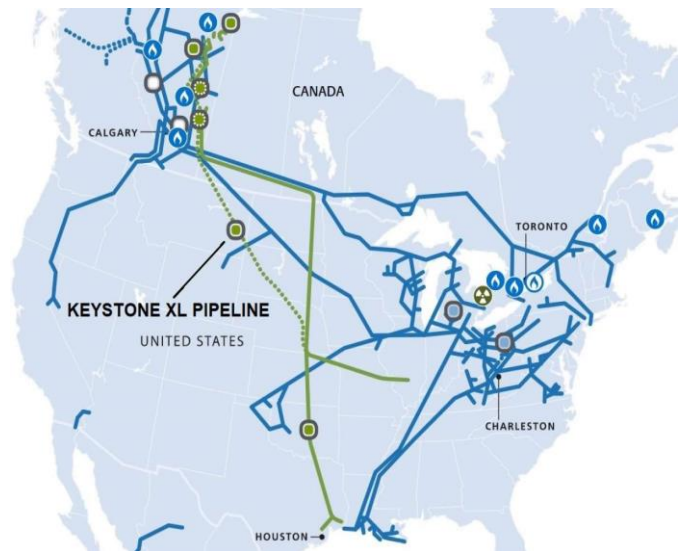 CANADA
CALGARY
TORONTO
KEYSTONE XL PIPELINE
UNITED STATES
CHARLESTON
HOUSTON